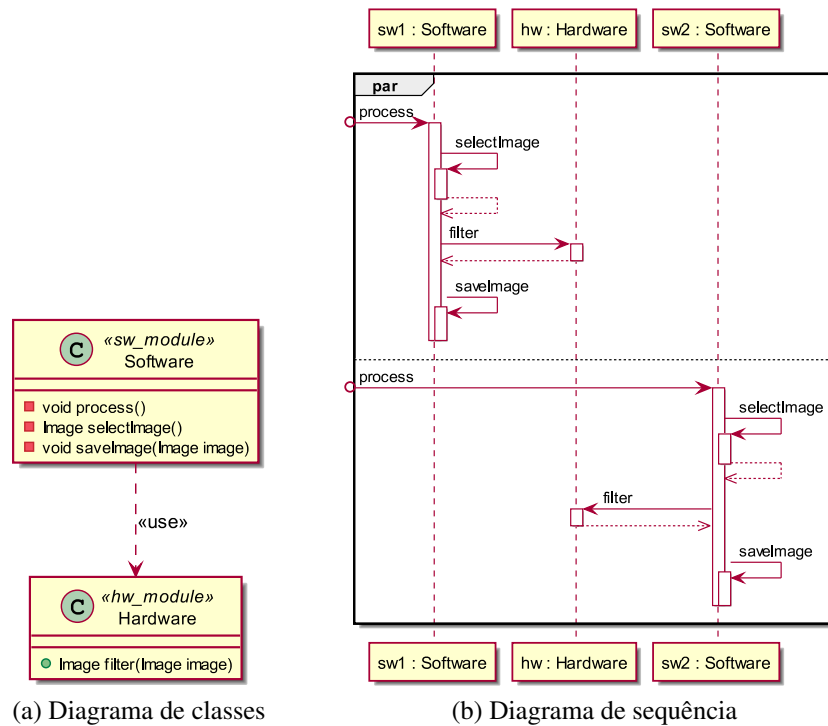 sw1 : Software
hw : Hardware
sw2 : Software
par
process
selectImage
filter
saveImage
process
selectImage
filter
saveImage
sw1 : Software
hw : Hardware
sw2 : Software
C
«sw_module»
Software
void process()
Image selectImage()
void saveImage(Image image)
«use»
C
«hw_module»
Hardware
Image filter(Image image)
(a) Diagrama de classes
(b) Diagrama de sequência